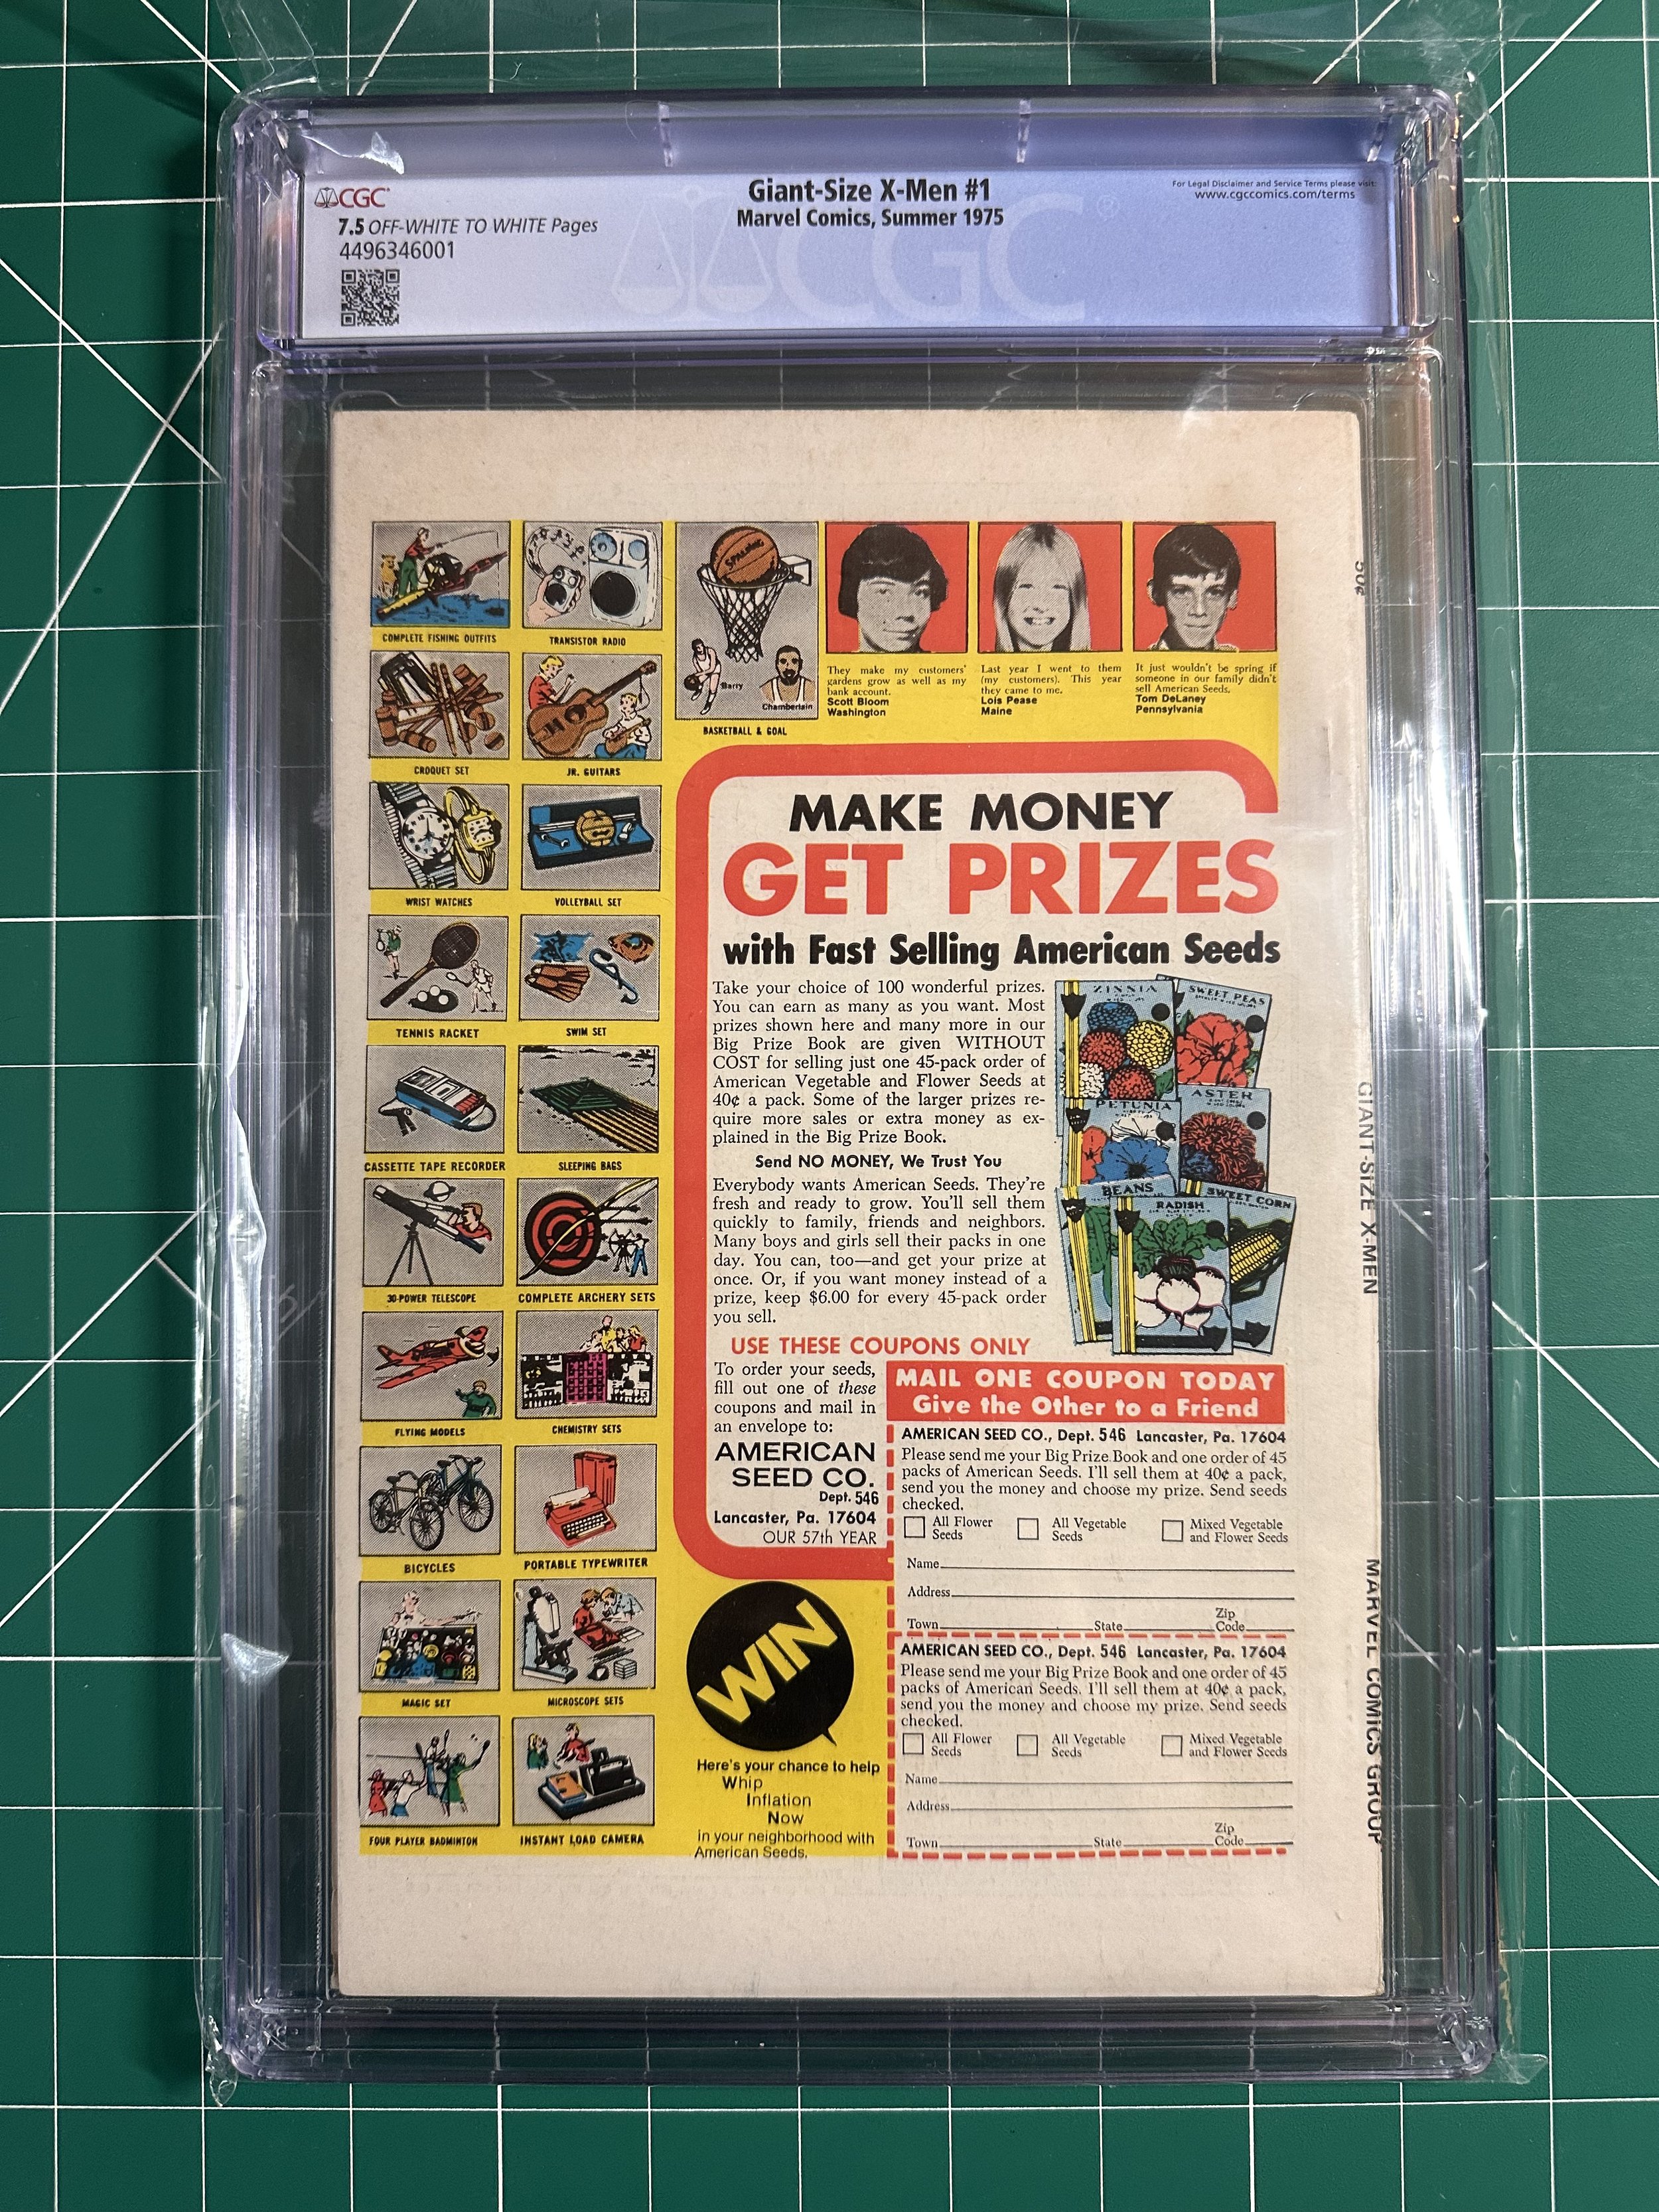 CGC
7.5 OFF-WHITE TO WHITE Pages
4496346001
Giant-Size X-Men #1
Marvel Comics, Summer 1975
For Legal Disclaimer and Service Terms please visit:
www.cgccomics.com/terms
CGC
COMPLETE FISHING OUTFITS
TRANSISTOR RADIO
SPALDING
Barry
Chamberlain
BASKETBALL & GOAL
They make my customers'
gardens grow as well as my
bank account.
Scott Bloom
Washington
Last year I went to them
(my customers). This year
they came to me.
Lois Pease
Maine
It just wouldn't be spring if
someone in our family didn't
sell American Seeds.
Tom DeLaney
Pennsylvania
CROQUET SET
JR. GUITARS
WRIST WATCHES
VOLLEYBALL SET
TENNIS RACKET
SWIM SET
CASSETTE TAPE RECORDER
SLEEPING BAGS
30-POWER TELESCOPE
COMPLETE ARCHERY SETS
FLYING MODELS
CHEMISTRY SETS
BICYCLES
PORTABLE TYPEWRITER
MAGIC SET
MICROSCOPE SETS
FOUR PLAYER BADMINTON
INSTANT LOAD CAMERA
MAKE MONEY
GET PRIZES
with Fast Selling American Seeds
Take your choice of 100 wonderful prizes.
You can earn as many as you want. Most
prizes shown here and many more in our
Big Prize Book are given WITHOUT
COST for selling just one 45-pack order of
American Vegetable and Flower Seeds at
40¢ a pack. Some of the larger prizes re-
quire more sales or extra money as ex-
plained in the Big Prize Book.
Send NO MONEY, We Trust You
Everybody wants American Seeds. They're
fresh and ready to grow. You'll sell them
quickly to family, friends and neighbors.
Many boys and girls sell their packs in one
day. You can, too—and get your prize at
once. Or, if you want money instead of a
prize, keep $6.00 for every 45-pack order
you sell.
ZINNIA
SWEET PEAS
PETUNIA
ASTER
BEANS
RADISH
SWEET CORN
USE THESE COUPONS ONLY
To order your seeds,
fill out one of these
coupons and mail in
an envelope to:
AMERICAN
SEED CO.
Dept. 546
Lancaster, Pa. 17604
OUR 57th YEAR
MAIL ONE COUPON TODAY
Give the Other to a Friend
AMERICAN SEED CO., Dept. 546 Lancaster, Pa. 17604
Please send me your Big Prize Book and one order of 45
packs of American Seeds. I'll sell them at 40¢ a pack,
send you the money and choose my prize. Send seeds
checked.
All Flower
Seeds
All Vegetable
Seeds
Mixed Vegetable
and Flower Seeds
Name
Address
Town State Zip
Code
AMERICAN SEED CO., Dept. 546 Lancaster, Pa. 17604
Please send me your Big Prize Book and one order of 45
packs of American Seeds. I'll sell them at 40¢ a pack,
send you the money and choose my prize. Send seeds
checked.
All Flower
Seeds
All Vegetable
Seeds
Mixed Vegetable
and Flower Seeds
Name
Address
Town State Zip
Code
WIN
Here's your chance to help
Whip
Inflation
Now
in your neighborhood with
American Seeds.
50¢
GIANT-SIZE X-MEN
MARVEL COMICS GROUP